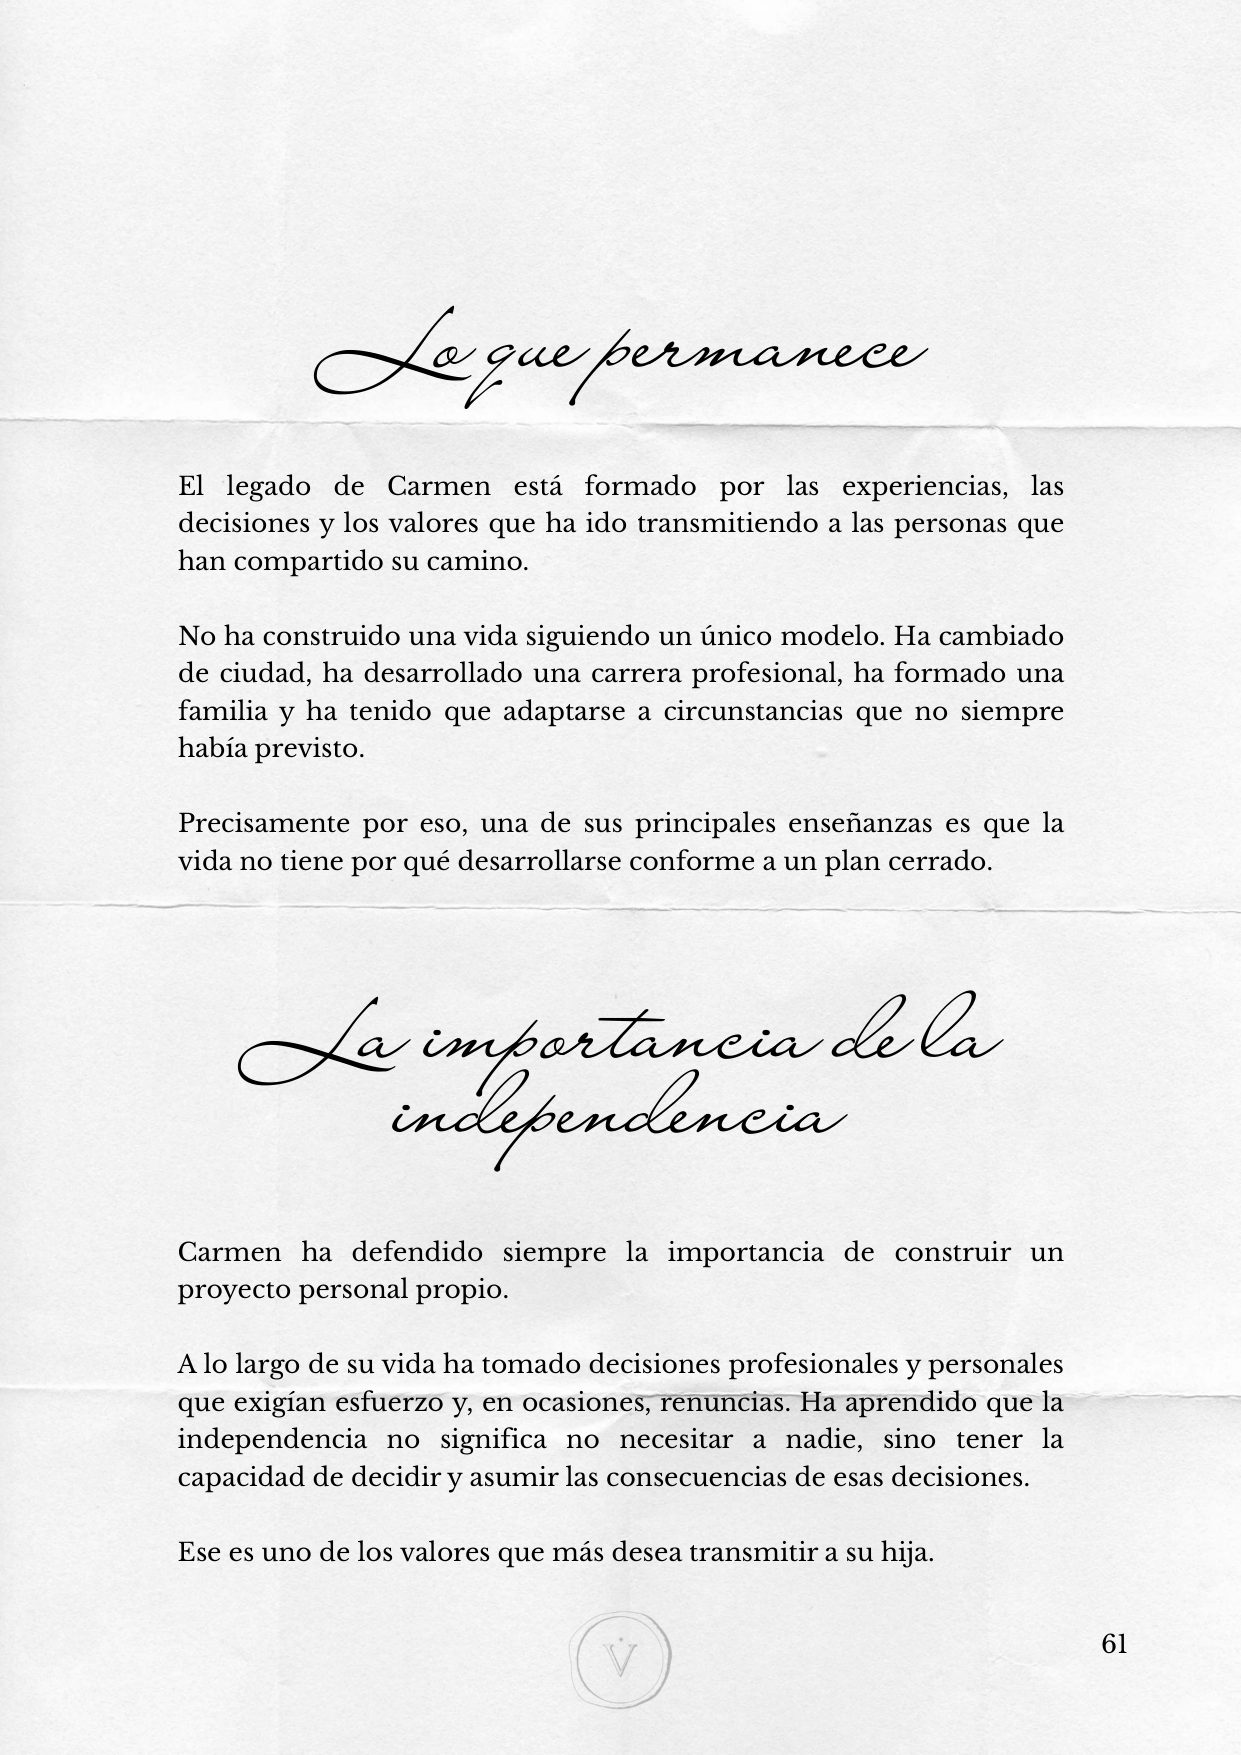 Lo que permanece
El legado de Carmen está formado por las experiencias, las
decisiones y los valores que ha ido transmitiendo a las personas que
han compartido su camino.
No ha construido una vida siguiendo un único modelo. Ha cambiado
de ciudad, ha desarrollado una carrera profesional, ha formado una
familia y ha tenido que adaptarse a circunstancias que no siempre
había previsto.
Precisamente por eso, una de sus principales enseñanzas es que la
vida no tiene por qué desarrollarse conforme a un plan cerrado.
La importancia de la
independencia
Carmen ha defendido siempre la importancia de construir un
proyecto personal propio.
A lo largo de su vida ha tomado decisiones profesionales y personales
que exigían esfuerzo y, en ocasiones, renuncias. Ha aprendido que la
independencia no significa no necesitar a nadie, sino tener la
capacidad de decidir y asumir las consecuencias de esas decisiones.
Ese es uno de los valores que más desea transmitir a su hija.
V
61